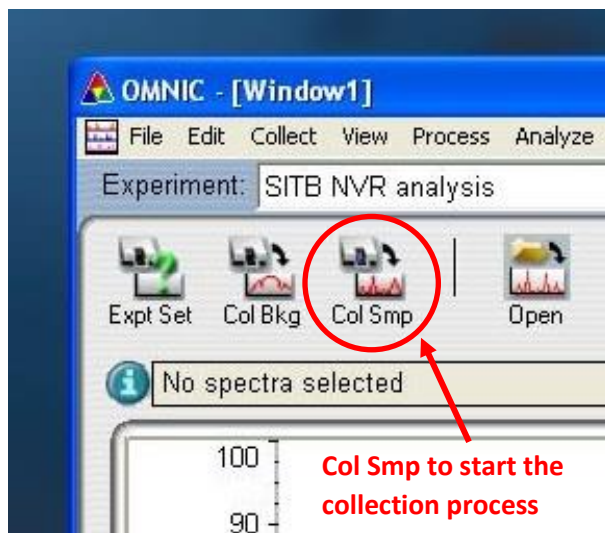 OMNIC - [Window1]
File Edit Collect View Process Analyze
Experiment: SITB NVR analysis
Expt Set Col Bkg Col Smp Open
No spectra selected
100
Col Smp to start the
collection process
90